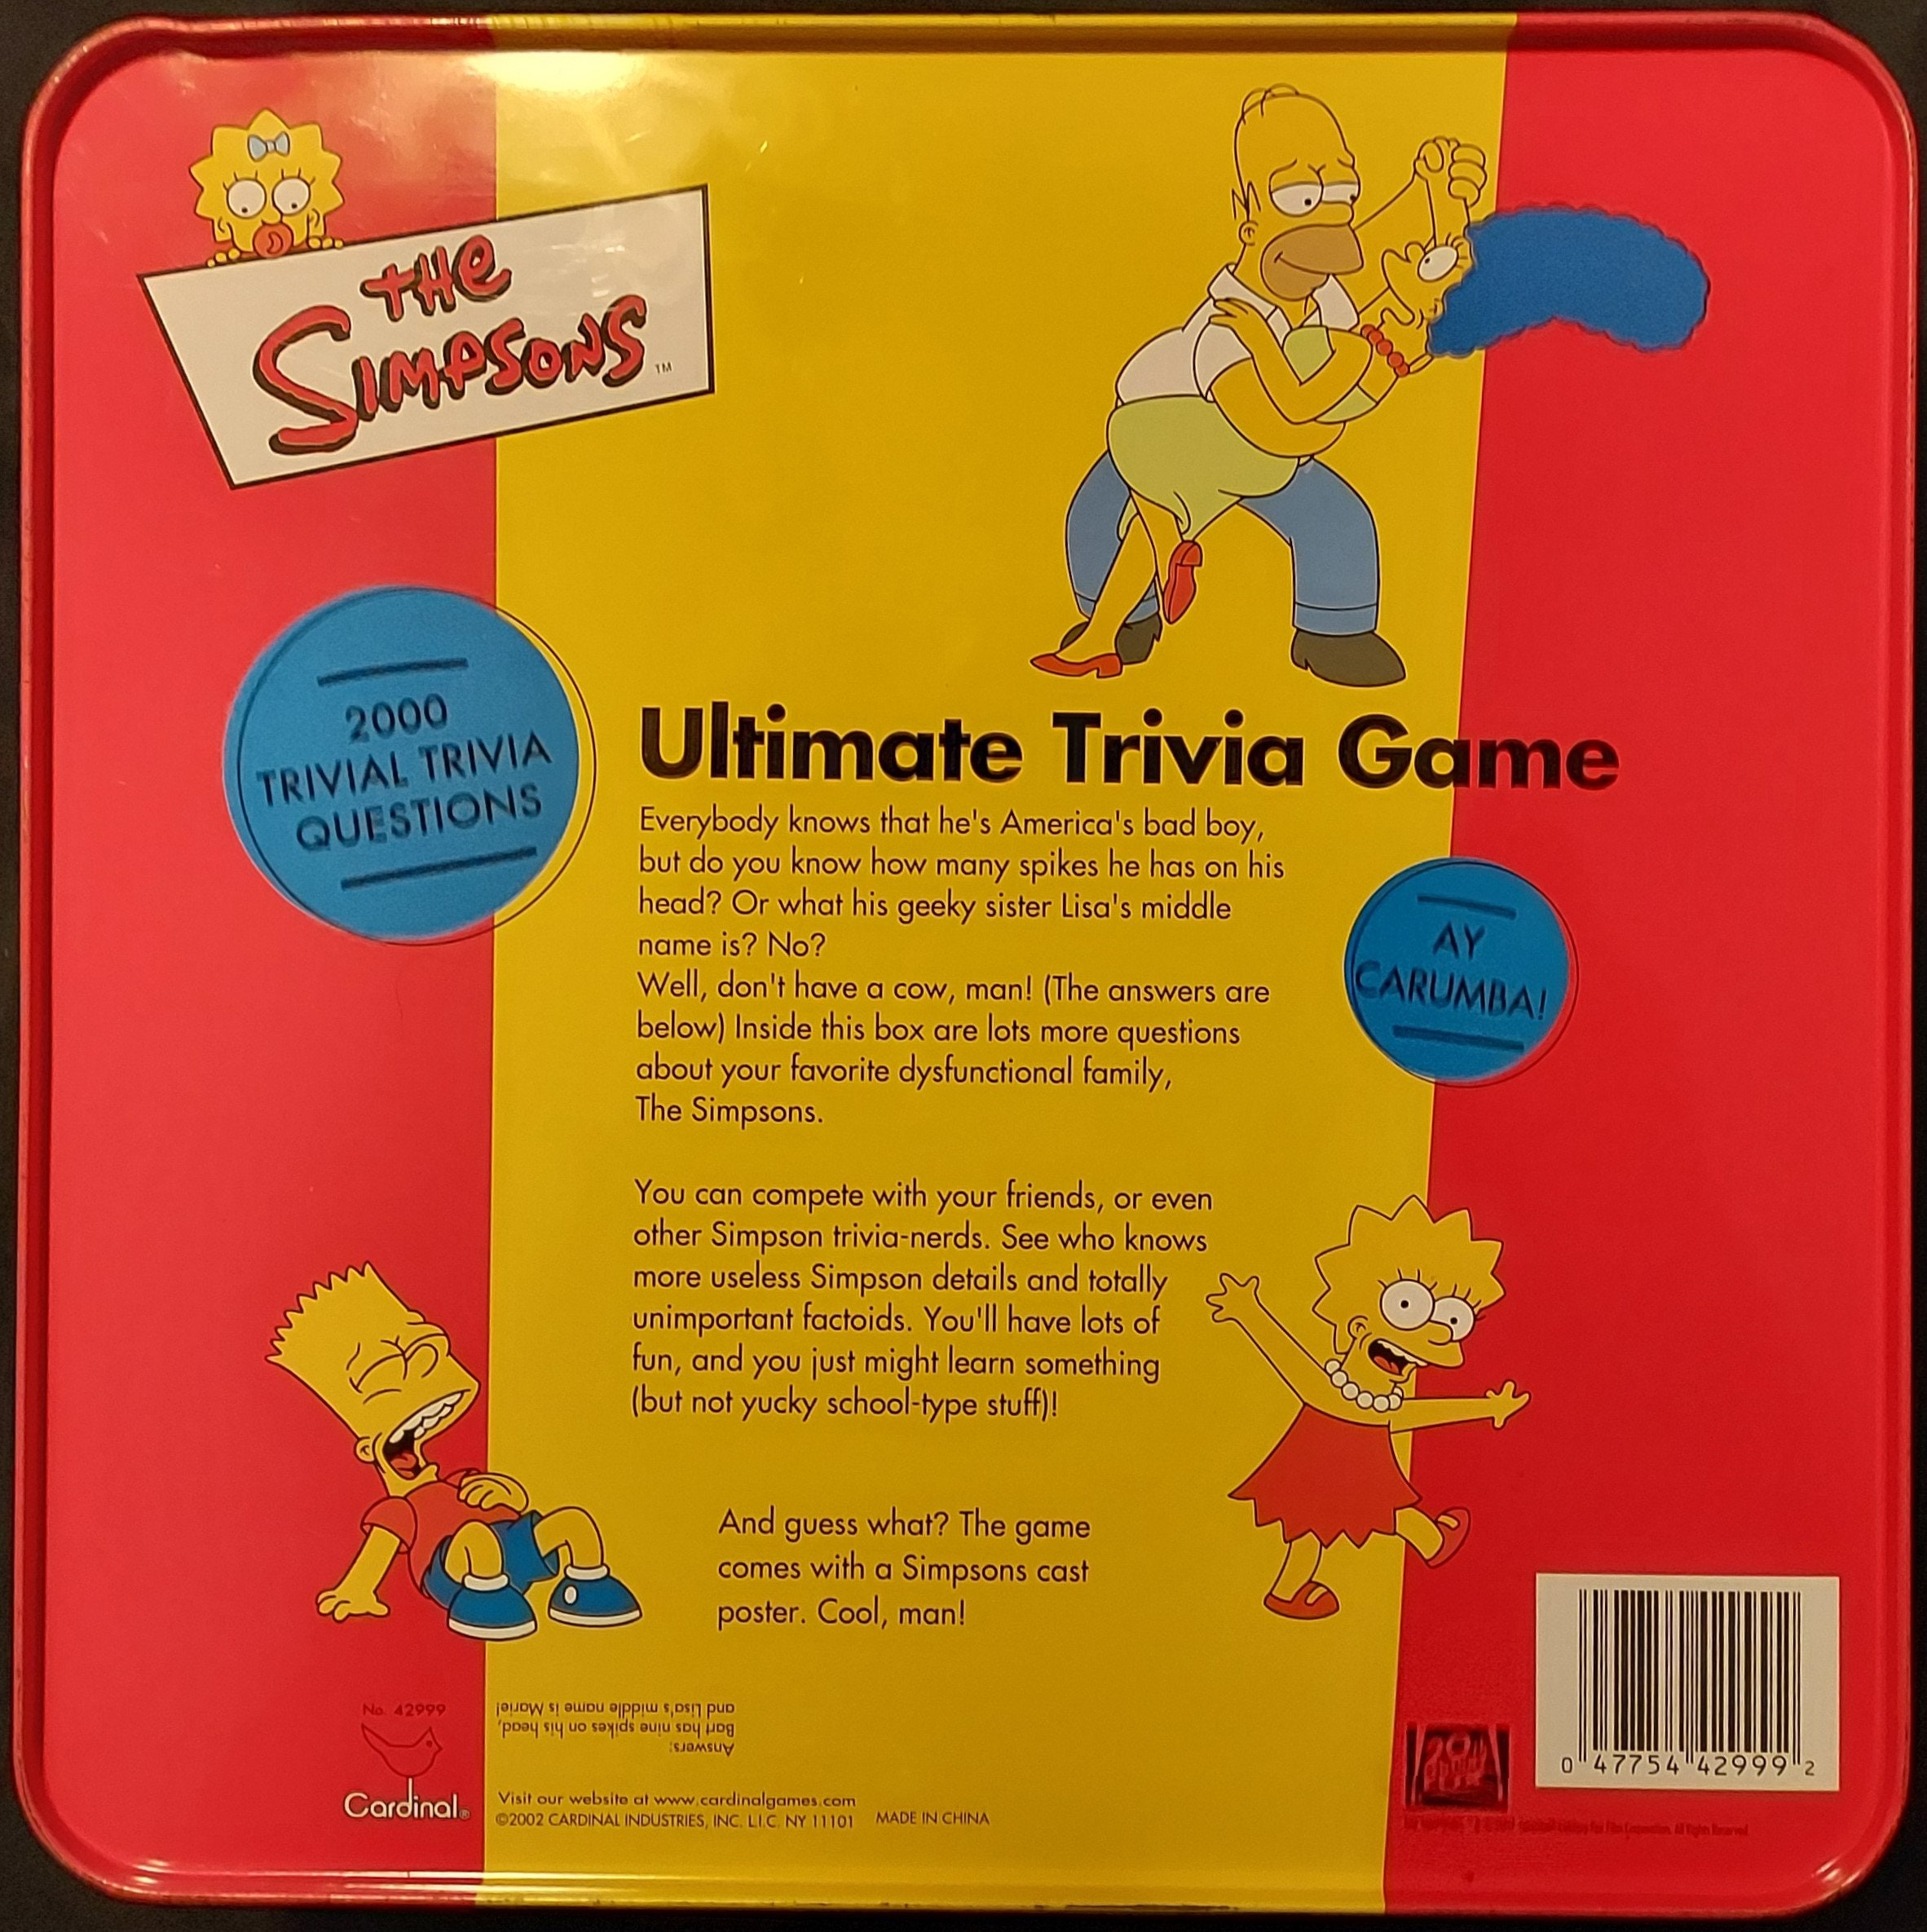 THE
SIMPSONS
TM
2000
TRIVIAL TRIVIA
QUESTIONS
Ultimate Trivia Game
Everybody knows that he's America's bad boy,
but do you know how many spikes he has on his
head? Or what his geeky sister Lisa's middle
name is? No?
Well, don't have a cow, man! (The answers are
below) Inside this box are lots more questions
about your favorite dysfunctional family,
The Simpsons.
AY
CARUMBA!
You can compete with your friends, or even
other Simpson trivia-nerds. See who knows
more useless Simpson details and totally
unimportant factoids. You'll have lots of
fun, and you just might learn something
(but not yucky school-type stuff)!
And guess what? The game
comes with a Simpsons cast
poster. Cool, man!
No. 42999
Cardinal®
Answers:
Bart has nine spikes on his head,
and Lisa's middle name is Marie!
Visit our website at www.cardinalgames.com
©2002 CARDINAL INDUSTRIES, INC. L.I.C. NY 11101 MADE IN CHINA
0 47754 42999 2
20
FOX
Fox Film Corporation. All Rights Reserved